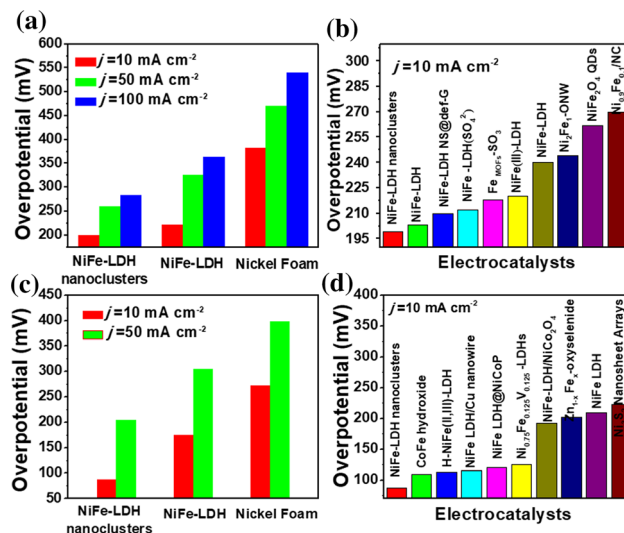 (a)
600
550
500
450
400
350
300
250
200
Overpotential (mV)
j=10 mA cm-2
j=50 mA cm-2
j=100 mA cm-2
NiFe-LDH
nanoclusters
NiFe-LDH
Nickel Foam
(b)
300
285
270
255
240
225
210
195
Overpotential (mV)
j=10 mA cm-2
NiFe-LDH nanoclusters
NiFe-LDH
NiFe-LDH NS@def-G
NiFe -LDH(SO42-)
Fe MOFs-SO3
NiFe(III)-LDH
NiFe-LDH
Ni2Fe1-ONW
NiFe2O4 QDs
Ni0.9Fe0.1/NC
Electrocatalysts
(c)
450
400
350
300
250
200
150
100
50
Overpotential (mV)
j=10 mA cm-2
j=50 mA cm-2
NiFe-LDH
nanoclusters
NiFe-LDH
Nickel Foam
(d)
400
350
300
250
200
150
100
Overpotential (mV)
j=10 mA cm-2
NiFe-LDH nanoclusters
CoFe hydroxide
H-NiFe(II,III)-LDH
NiFe LDH/Cu nanowire
NiFe LDH@NiCoP
Ni0.75Fe0.125V0.125-LDHs
NiFe-LDH/NiCo2O4
Zn1-xFex-oxyselenide
NiFe LDH
Nanosheet Arrays
Electrocatalysts